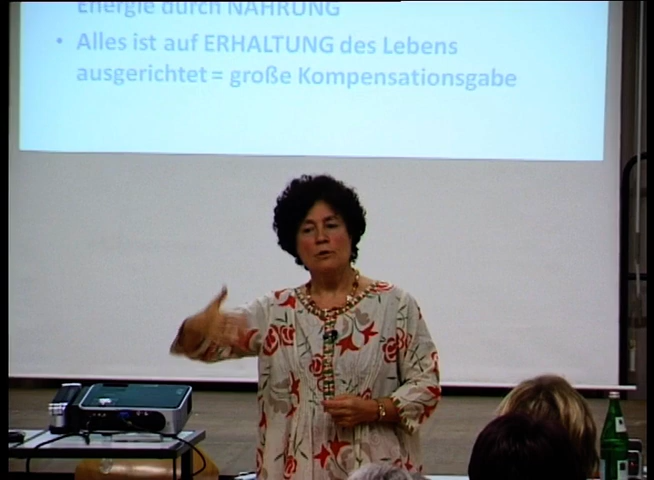 Energie durch NAHRUNG
• Alles ist auf ERHALTUNG des Lebens
ausgerichtet = große Kompensationsgabe